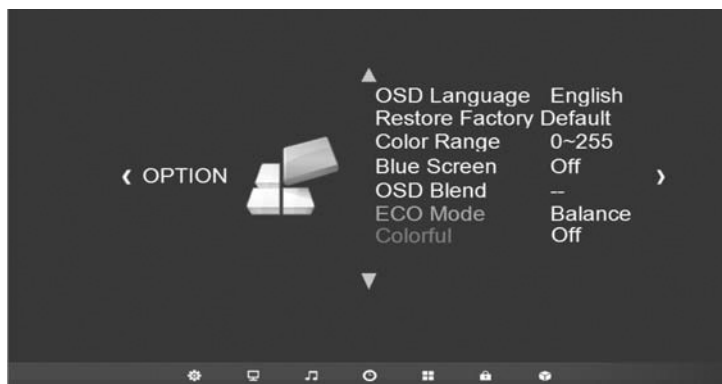 OPTION
OSD Language English
Restore Factory Default
Color Range 0~255
Blue Screen Off
OSD Blend --
ECO Mode Balance
Colorful Off